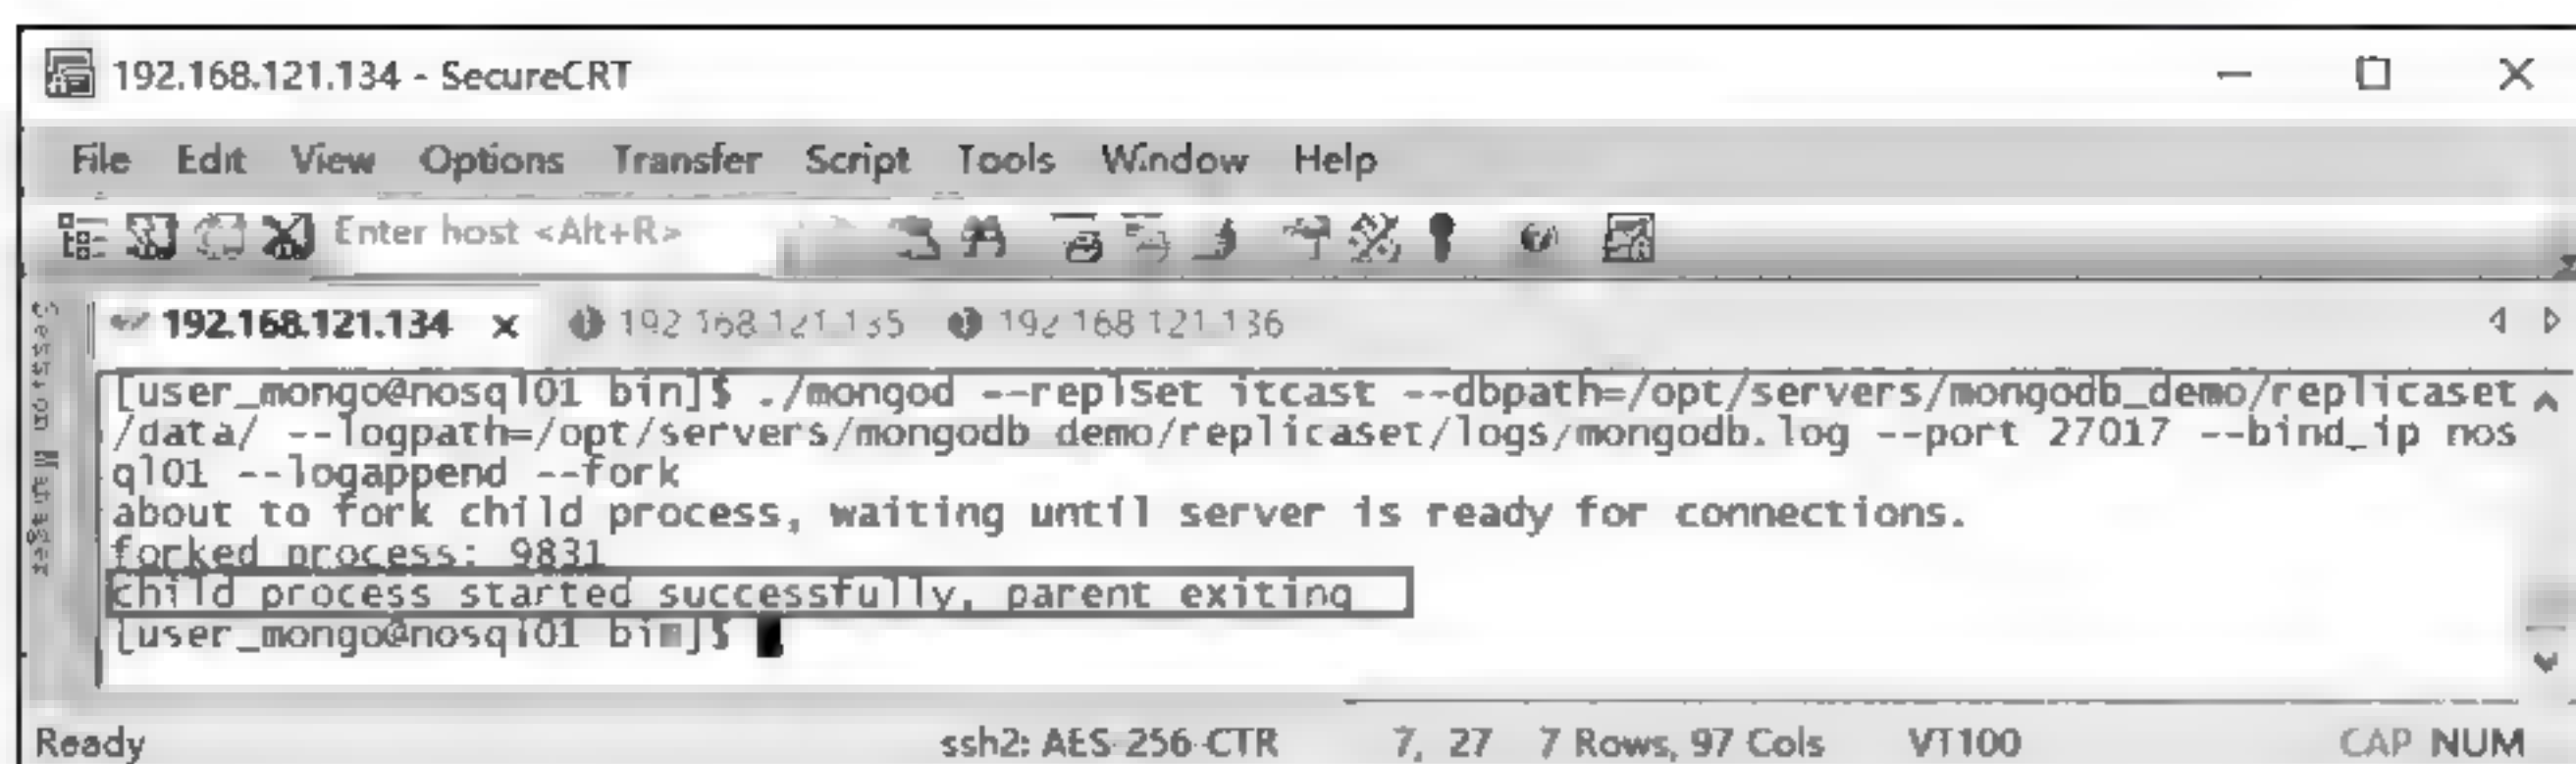 192.168.121.134 - SecureCRT
File Edit View Options Transfer Script Tools Window Help
Enter host <Alt+R>
192.168.121.134 x 192.168.121.135 192.168.121.136
[user_mongo@nosql01 bin]$ ./mongod --replSet itcast --dbpath=/opt/servers/mongodb_demo/replicaset
/data/ --logpath=/opt/servers/mongodb_demo/replicaset/logs/mongodb.log --port 27017 --bind_ip nos
ql01 --logappend --fork
about to fork child process, waiting until server is ready for connections.
forked process: 9831
child process started successfully, parent exiting
[user_mongo@nosql01 bin]$
Ready ssh2: AES-256-CTR 7, 27 7 Rows, 97 Cols VT100 CAP NUM